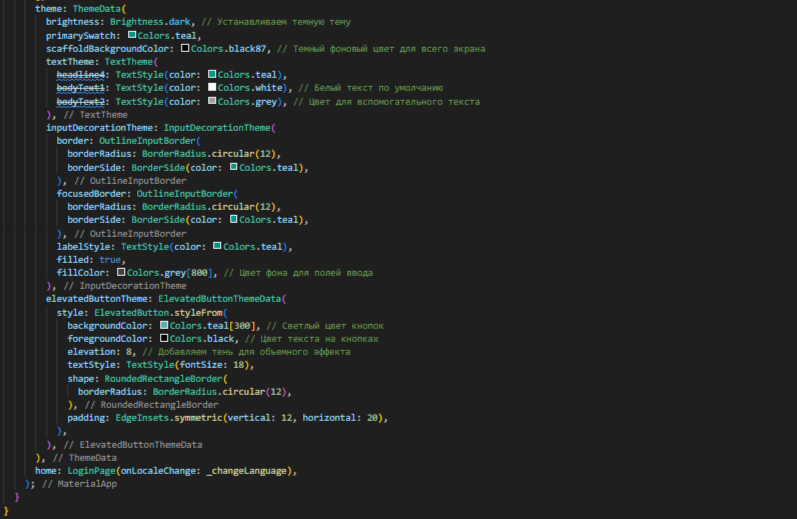 theme: ThemeData(
brightness: Brightness.dark, // Устанавливаем темную тему
primarySwatch: Colors.teal,
scaffoldBackgroundColor: Colors.black87, // Темный фоновый цвет для всего экрана
textTheme: TextTheme(
headline4: TextStyle(color: Colors.teal),
bodyText1: TextStyle(color: Colors.white), // Белый текст по умолчанию
bodyText2: TextStyle(color: Colors.grey), // Цвет для вспомогательного текста
), // TextTheme
inputDecorationTheme: InputDecorationTheme(
border: OutlineInputBorder(
borderRadius: BorderRadius.circular(12),
borderSide: BorderSide(color: Colors.teal),
), // OutlineInputBorder
focusedBorder: OutlineInputBorder(
borderRadius: BorderRadius.circular(12),
borderSide: BorderSide(color: Colors.teal),
), // OutlineInputBorder
labelStyle: TextStyle(color: Colors.teal),
filled: true,
fillColor: Colors.grey[800], // Цвет фона для полей ввода
), // InputDecorationTheme
elevatedButtonTheme: ElevatedButtonThemeData(
style: ElevatedButton.styleFrom(
backgroundColor: Colors.teal[300], // Светлый цвет кнопок
foregroundColor: Colors.black, // Цвет текста на кнопках
elevation: 8, // Добавляем тень для объемного эффекта
textStyle: TextStyle(fontSize: 18),
shape: RoundedRectangleBorder(
borderRadius: BorderRadius.circular(12),
), // RoundedRectangleBorder
padding: EdgeInsets.symmetric(vertical: 12, horizontal: 20),
),
), // ElevatedButtonThemeData
), // ThemeData
home: LoginPage(onLocaleChange: _changeLanguage),
); // MaterialApp
}
}